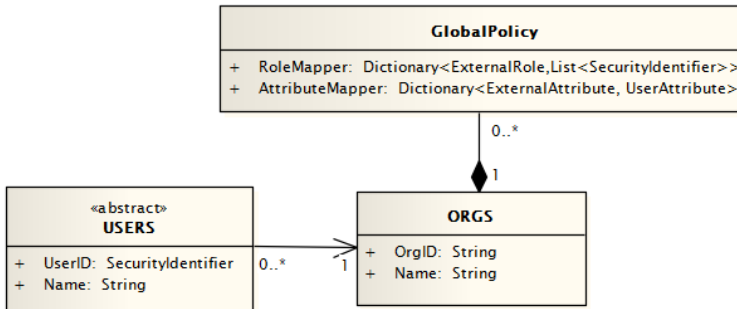 GlobalPolicy
+ RoleMapper: Dictionary<ExternalRole,List<SecurityIdentifier>>
+ AttributeMapper: Dictionary<ExternalAttribute, UserAttribute>
0..*
1
«abstract»
USERS
+ UserID: SecurityIdentifier
+ Name: String
0..*
1
ORGS
+ OrgID: String
+ Name: String